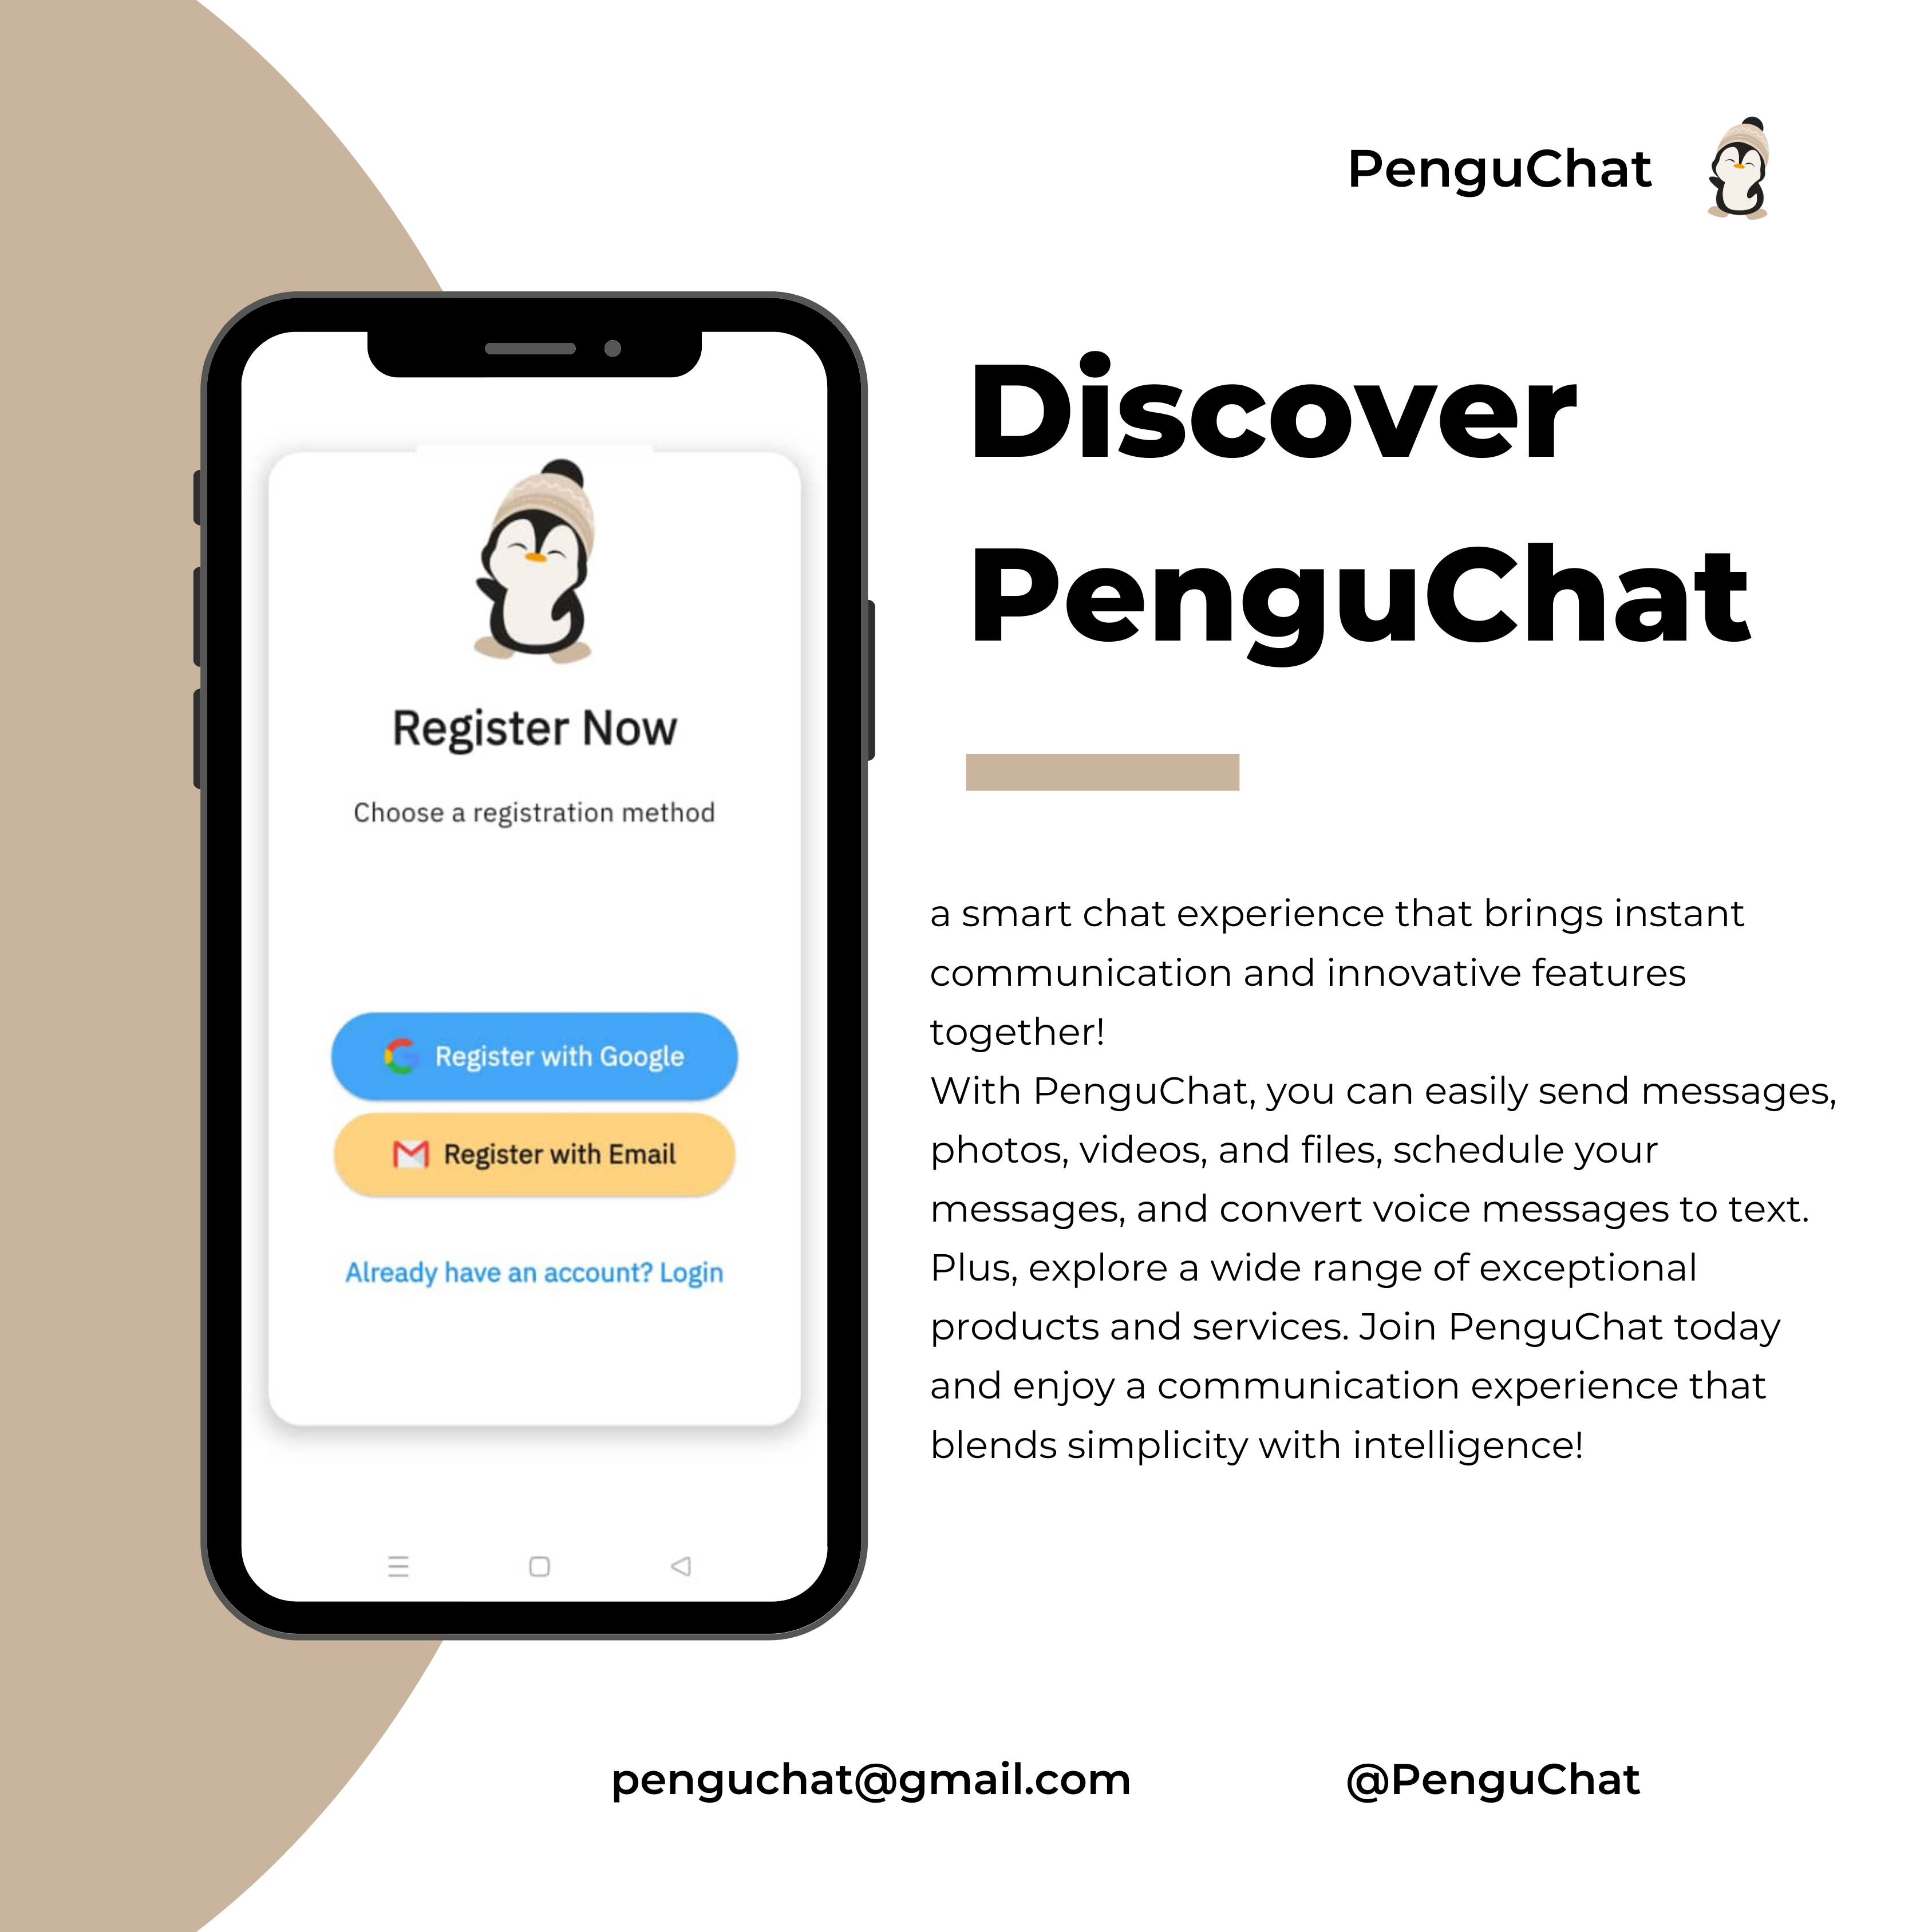 PenguChat
Discover
PenguChat
Register Now
Choose a registration method
Register with Google
Register with Email
Already have an account? Login
a smart chat experience that brings instant
communication and innovative features
together!
With PenguChat, you can easily send messages,
photos, videos, and files, schedule your
messages, and convert voice messages to text.
Plus, explore a wide range of exceptional
products and services. Join PenguChat today
and enjoy a communication experience that
blends simplicity with intelligence!
penguchat@gmail.com
@PenguChat